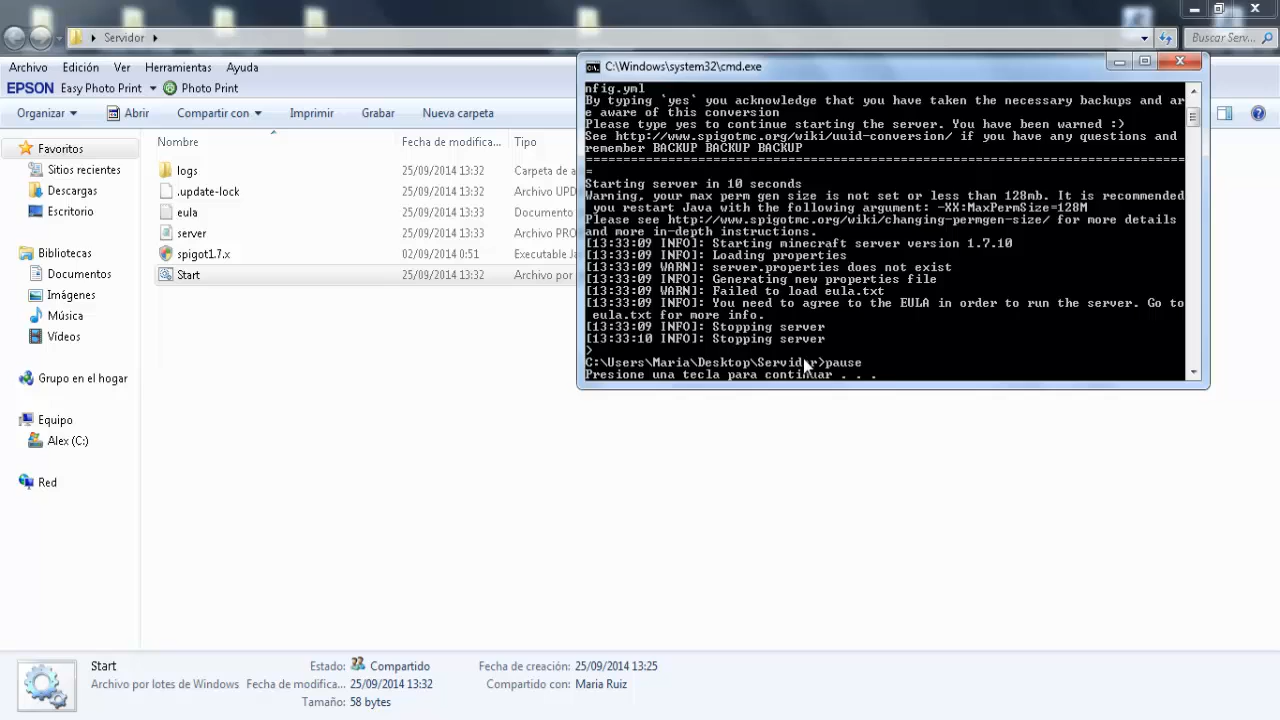 Servidor
Buscar Serv...
Archivo Edición Ver Herramientas Ayuda
EPSON Easy Photo Print Photo Print
Organizar Abrir Compartir con Imprimir Grabar Nueva carpeta
Favoritos
Sitios recientes
Descargas
Escritorio
Bibliotecas
Documentos
Imágenes
Música
Vídeos
Grupo en el hogar
Equipo
Alex (C:)
Red
Nombre Fecha de modifica... Tipo
logs 25/09/2014 13:32 Carpeta de a
.update-lock 25/09/2014 13:32 Archivo UPD
eula 25/09/2014 13:33 Documento
server 25/09/2014 13:33 Archivo PRO
spigot1.7.x 02/09/2014 0:51 Executable Ja
Start 25/09/2014 13:32 Archivo por
C:\Windows\system32\cmd.exe
nfig.yml
By typing `yes` you acknowledge that you have taken the necessary backups and ar
e aware of this conversion
Please type yes to continue starting the server. You have been warned :)
See http://www.spigotmc.org/wiki/uuid-conversion/ if you have any questions and
remember BACKUP BACKUP BACKUP
===============================================================================
=
Starting server in 10 seconds
Warning, your max perm gen size is not set or less than 128mb. It is recommended
you restart Java with the following argument: -XX:MaxPermSize=128M
Please see http://www.spigotmc.org/wiki/changing-permgen-size/ for more details
and more in-depth instructions.
[13:33:09 INFO]: Starting minecraft server version 1.7.10
[13:33:09 INFO]: Loading properties
[13:33:09 WARN]: server.properties does not exist
[13:33:09 INFO]: Generating new properties file
[13:33:09 WARN]: Failed to load eula.txt
[13:33:09 INFO]: You need to agree to the EULA in order to run the server. Go to
eula.txt for more info.
[13:33:09 INFO]: Stopping server
[13:33:10 INFO]: Stopping server
>
C:\Users\Maria\Desktop\Servidor>pause
Presione una tecla para continuar . . .
Start Estado: Compartido Fecha de creación: 25/09/2014 13:25
Archivo por lotes de Windows Fecha de modifica... 25/09/2014 13:32 Compartido con: Maria Ruiz
Tamaño: 58 bytes